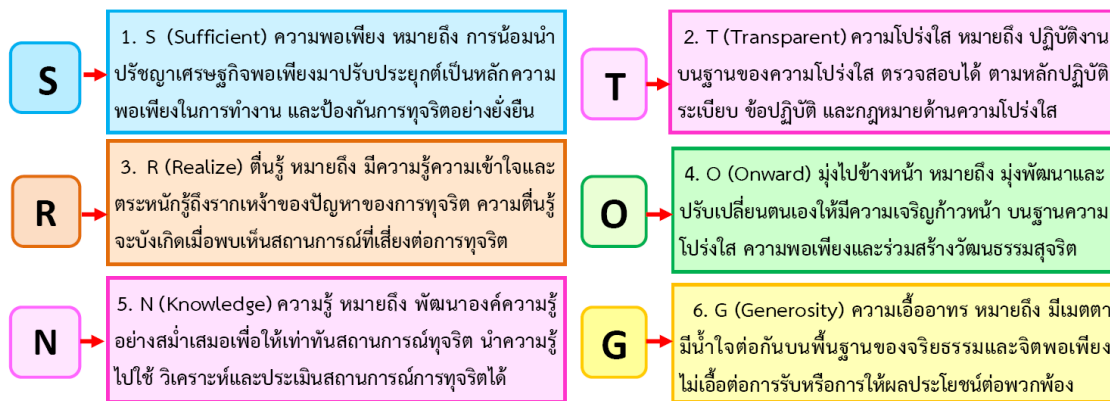 S
1. S (Sufficient) ความพอเพียง หมายถึง การน้อมนำ
ปรัชญาเศรษฐกิจพอเพียงมาปรับประยุกต์เป็นหลักความ
พอเพียงในการทำงาน และป้องกันการทุจริตอย่างยั่งยืน
T
2. T (Transparent) ความโปร่งใส หมายถึง ปฏิบัติงาน
บนฐานของความโปร่งใส ตรวจสอบได้ ตามหลักปฏิบัติ
ระเบียบ ข้อปฏิบัติ และกฎหมายด้านความโปร่งใส
R
3. R (Realize) ตื่นรู้ หมายถึง มีความรู้ความเข้าใจและ
ตระหนักรู้ถึงรากเหง้าของปัญหาของการทุจริต ความตื่นรู้
จะบังเกิดเมื่อพบเห็นสถานการณ์ที่เสี่ยงต่อการทุจริต
O
4. O (Onward) มุ่งไปข้างหน้า หมายถึง มุ่งพัฒนาและ
ปรับเปลี่ยนตนเองให้มีความเจริญก้าวหน้า บนฐานความ
โปร่งใส ความพอเพียงและร่วมสร้างวัฒนธรรมสุจริต
N
5. N (Knowledge) ความรู้ หมายถึง พัฒนาองค์ความรู้
อย่างสม่ำเสมอเพื่อให้เท่าทันสถานการณ์ทุจริต นำความรู้
ไปใช้ วิเคราะห์และประเมินสถานการณ์การทุจริตได้
G
6. G (Generosity) ความเอื้ออาทร หมายถึง มีเมตตา
มีน้ำใจต่อกันบนพื้นฐานของจริยธรรมและจิตพอเพียง
ไม่เอื้อต่อการรับหรือการให้ผลประโยชน์ต่อพวกพ้อง